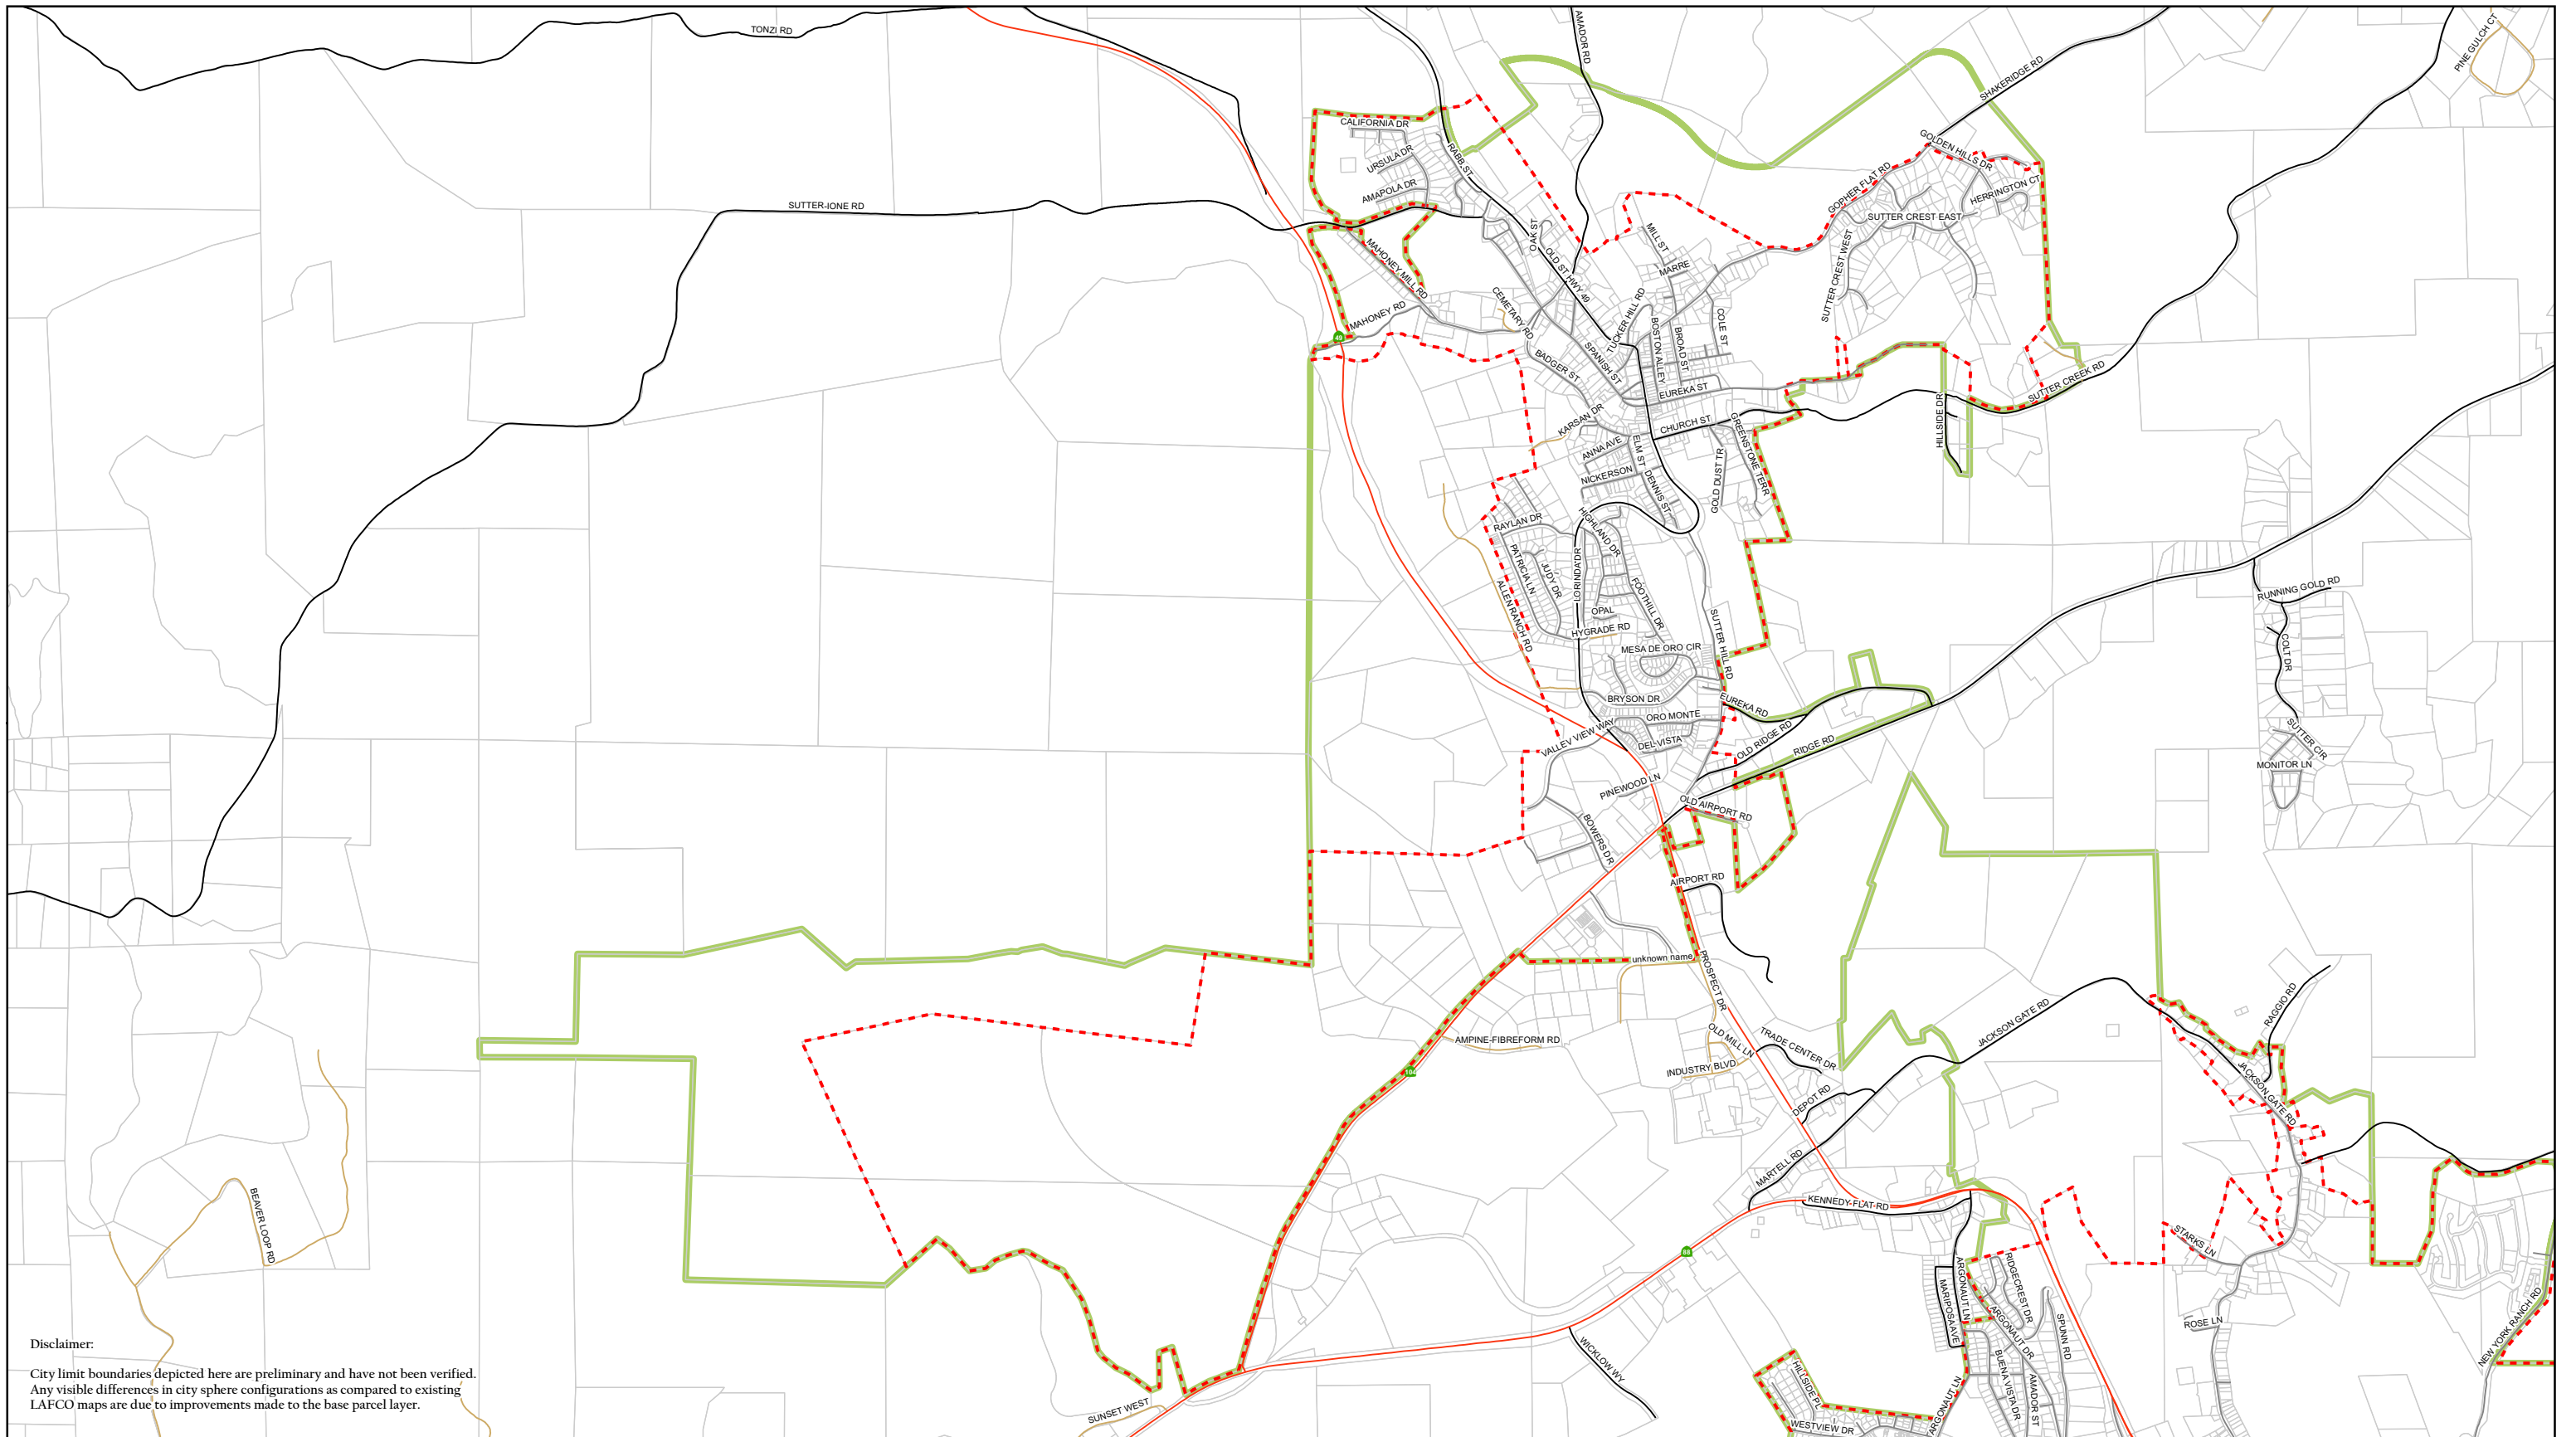 TONZI RD
AMADOR RD
PINE GULCH CT
SHAKERIDGE RD
CALIFORNIA DR
URSULA DR
RABB ST
AMAPOLA DR
GOLDEN HILLS DR
GOPHER FLAT RD
HERRINGTON CT
SUTTER CREST EAST
SUTTER-IONE RD
OAK ST
MILL ST
MAHONEY MILL RD
OLD ST HWY 49
MARRE
SUTTER CREST WEST
CEMETARY RD
MAHONEY RD
49
TUCKER HILL RD
BOSTON ALLEY
BROAD ST
COLE ST
SPANISH ST
BADGER ST
EUREKA ST
SUTTER CREEK RD
HILLSIDE DR
KARSAN DR
CHURCH ST
GREENSTONE TERR
ANNA AVE
ELM ST
NICKERSON
DENNIS ST
GOLD DUST TR
RAYLAN DR
HIGHLAND DR
PATRICIA LN
JUDY DR
LORINDA DR
FOOTHILL DR
ALLEN RANCH RD
OPAL
HYGRADE RD
SUTTER HILL RD
MESA DE ORO CIR
RUNNING GOLD RD
COLT DR
BRYSON DR
EUREKA RD
ORO MONTE
VALLEY VIEW WAY
DEL VISTA
OLD RIDGE RD
RIDGE RD
SUTTER CIR
MONITOR LN
PINEWOOD LN
OLD AIRPORT RD
BOWERS DR
AIRPORT RD
unknown name
PROSPECT DR
RAGGIO RD
JACKSON GATE RD
AMPINE-FIBREFORM RD
OLD MILL LN
TRADE CENTER DR
INDUSTRY BLVD
104
DEPOT RD
JACKSON GATE RD
MARTELL RD
KENNEDY-FLAT-RD
BEAVER LOOP RD
88
STARKS LN
ARGONAUT LN
RIDGECREST DR
MARIPOSA AVE
ARGONAUT DR
SPUNN RD
ROSE LN
NEW YORK RANCH RD
WICKLOW WY
HILLSIDE PL
BUENA VISTA DR
AMADOR ST
ARGONAUT LN
SUNSET WEST
WESTVIEW DR
Disclaimer:
City limit boundaries depicted here are preliminary and have not been verified.
Any visible differences in city sphere configurations as compared to existing
LAFCO maps are due to improvements made to the base parcel layer.